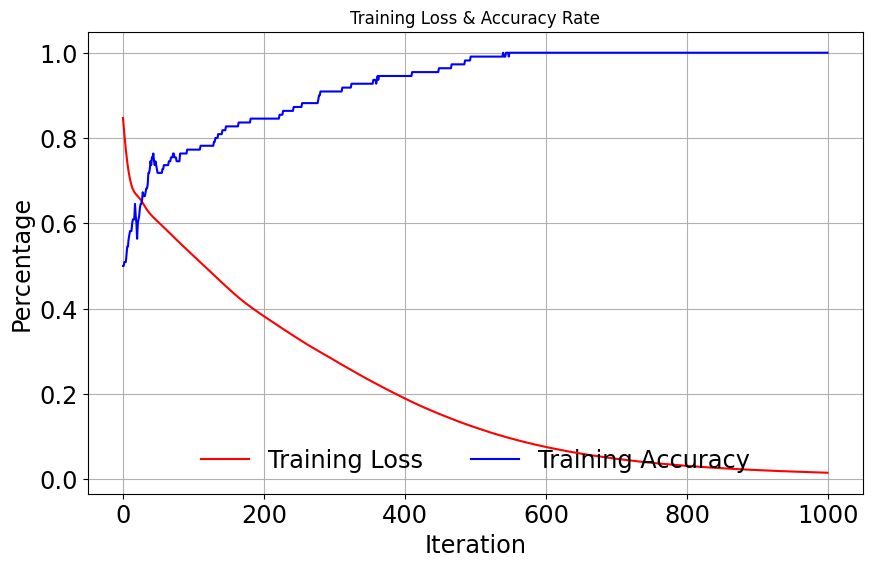 Training Loss & Accuracy Rate
1.0
0.8
0.6
0.4
0.2
0.0
Percentage
Training Loss
Training Accuracy
0 200 400 600 800 1000
Iteration